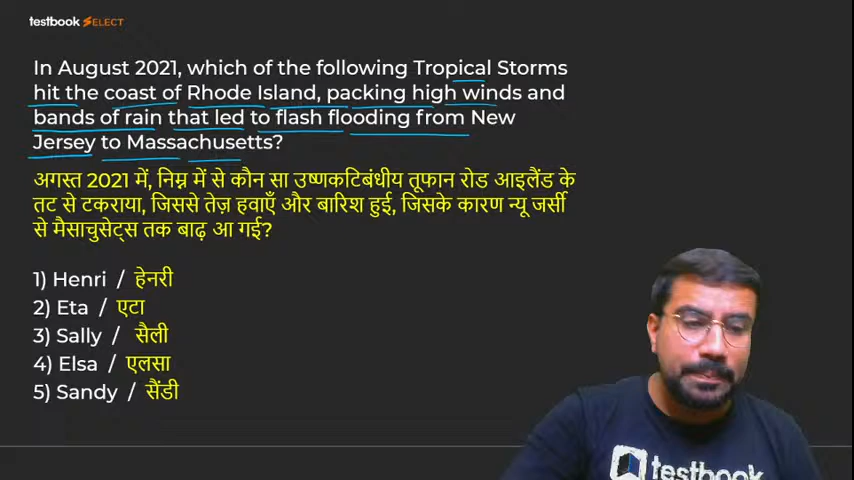 testbook SELECT
In August 2021, which of the following Tropical Storms
hit the coast of Rhode Island, packing high winds and
bands of rain that led to flash flooding from New
Jersey to Massachusetts?
अगस्त 2021 में, निम्न में से कौन सा उष्णकटिबंधीय तूफान रोड आइलैंड के
तट से टकराया, जिससे तेज़ हवाएँ और बारिश हुई, जिसके कारण न्यू जर्सी
से मैसाचुसेट्स तक बाढ़ आ गई?
1) Henri / हेनरी
2) Eta / एटा
3) Sally / सैली
4) Elsa / एलसा
5) Sandy / सैंडी
testbook